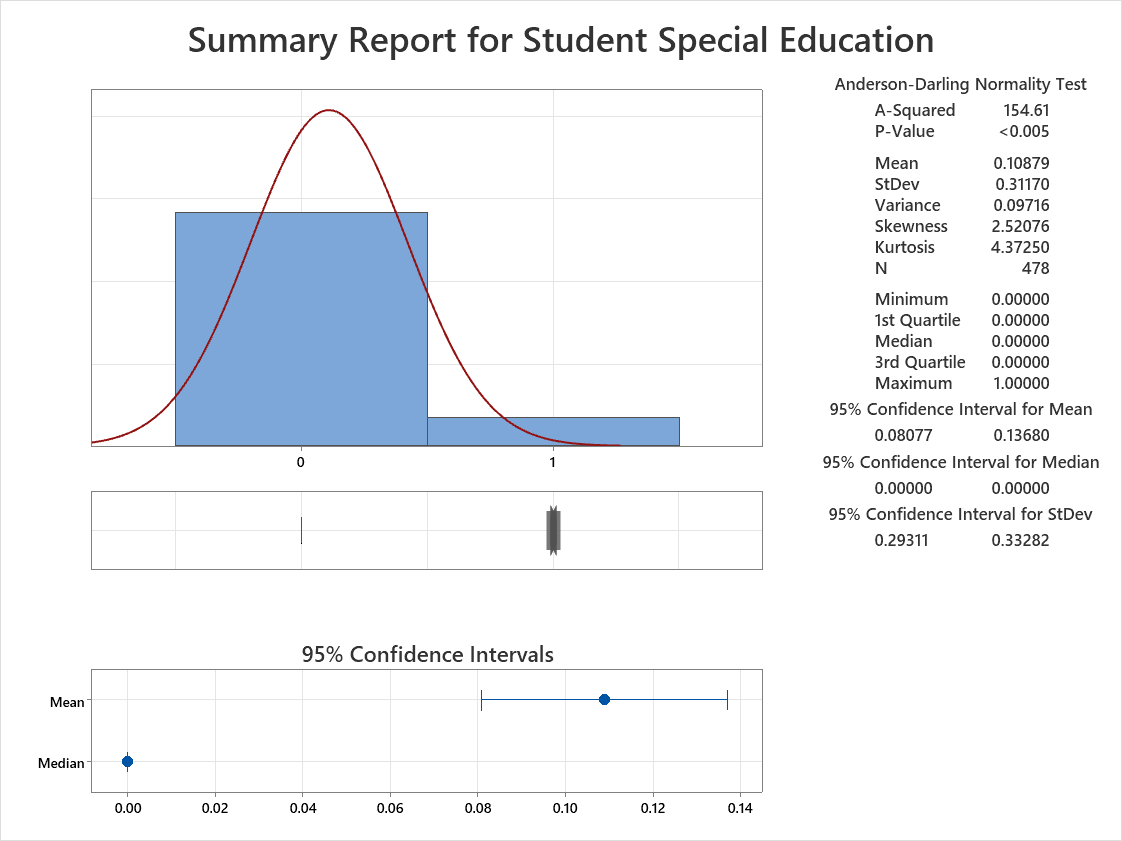 Summary Report for Student Special Education
Anderson-Darling Normality Test
A-Squared 154.61
P-Value <0.005
Mean 0.10879
StDev 0.31170
Variance 0.09716
Skewness 2.52076
Kurtosis 4.37250
N 478
Minimum 0.00000
1st Quartile 0.00000
Median 0.00000
3rd Quartile 0.00000
Maximum 1.00000
95% Confidence Interval for Mean
0.08077 0.13680
95% Confidence Interval for Median
0.00000 0.00000
95% Confidence Interval for StDev
0.29311 0.33282
0 1
95% Confidence Intervals
Mean
Median
0.00 0.02 0.04 0.06 0.08 0.10 0.12 0.14